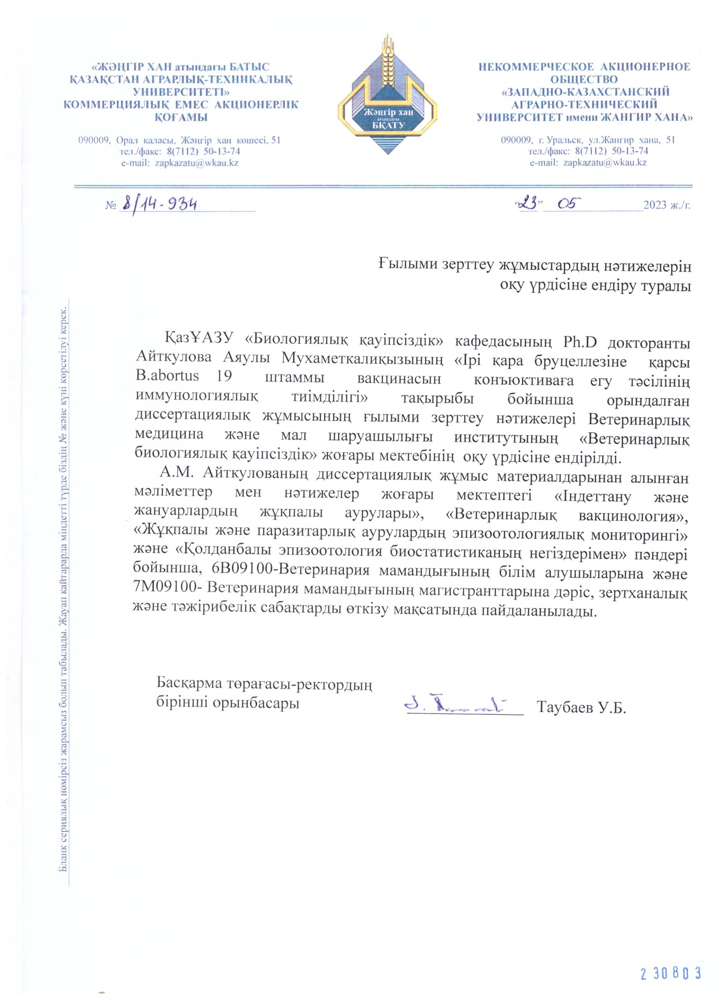 «ЖӘҢГІР ХАН атындағы БАТЫС
ҚАЗАҚСТАН АГРАРЛЫҚ-ТЕХНИКАЛЫҚ
УНИВЕРСИТЕТІ»
КОММЕРЦИЯЛЫҚ ЕМЕС АКЦИОНЕРЛІК
ҚОҒАМЫ
090009, Орал каласы, Жәңгір хан көшесі, 51
тел./факс: 8(7112) 50-13-74
e-mail: zapkazatu@wkau.kz
Жәңгір хан
атындағы
БҚАТУ
НЕКОММЕРЧЕСКОЕ АКЦИОНЕРНОЕ
ОБЩЕСТВО
«ЗАПАДНО-КАЗАХСТАНСКИЙ
АГРАРНО-ТЕХНИЧЕСКИЙ
УНИВЕРСИТЕТ имени ЖАНГИР ХАНА»
090009, г. Уральск, ул.Жангир хана, 51
тел./факс: 8(7112) 50-13-74
e-mail: zapkazatu@wkau.kz
№ 8/14-934
“23” 05 2023 ж./г.
Ғылыми зерттеу жұмыстардың нәтижелерін
оқу үрдісіне ендіру туралы
ҚазҰАЗУ «Биологиялық қауіпсіздік» кафедасының Ph.D докторанты
Айткулова Аяулы Мухаметкалиқызының «Ірі қара бруцеллезіне қарсы
B.abortus 19 штаммы вакцинасын конъюктиваға егу тәсілінің
иммунологиялық тиімділігі» тақырыбы бойынша орындалған
диссертациялық жұмысының ғылыми зерттеу нәтижелері Ветеринарлық
медицина және мал шаруашылығы институтының «Ветеринарлық
биологиялық қауіпсіздік» жоғары мектебінің оқу үрдісіне ендірілді.
А.М. Айткулованың диссертациялық жұмыс материалдарынан алынған
мәліметтер мен нәтижелер жоғары мектептегі «Індеттану және
жануарлардың жұқпалы аурулары», «Ветеринарлық вакцинология»,
«Жұқпалы және паразитарлық аурулардың эпизоотологиялық мониторингі»
және «Қолданбалы эпизоотология биостатистиканың негіздерімен» пәндері
бойынша, 6В09100-Ветеринария мамандығының білім алушыларына және
7М09100- Ветеринария мамандығының магистранттарына дәріс, зертханалық
және тәжірибелік сабақтарды өткізу мақсатында пайдаланылады.
Басқарма төрағасы-ректордың
бірінші орынбасары
Таубаев У.Б.
Бланк сериялық нөмірсіз жарамсыз болып табылады. Жауап қайтарарда міндетті түрде біздің № және күні көрсетілуі керек.
230803